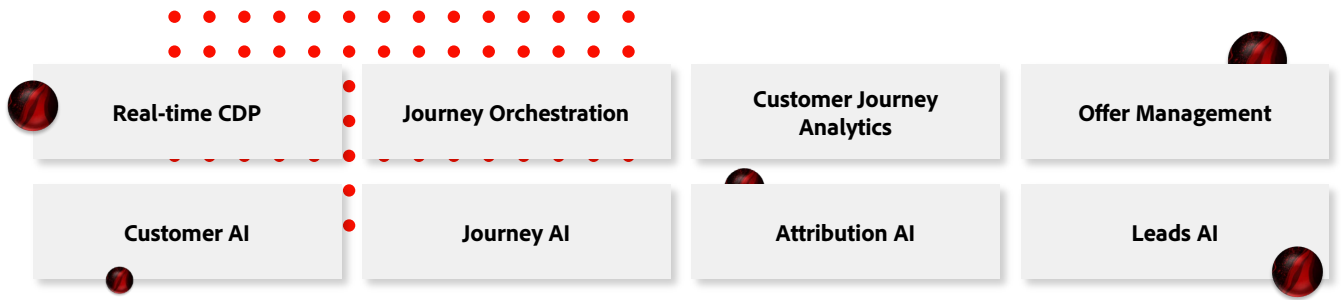 Real-time CDP
Journey Orchestration
Customer Journey
Analytics
Offer Management
Customer AI
Journey AI
Attribution AI
Leads AI